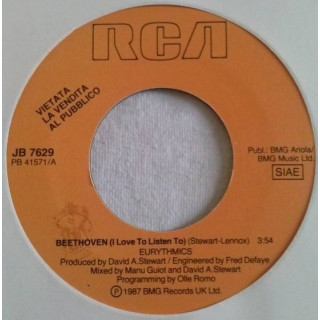 RCA
VIETATA
LA VENDITA
AL PUBBLICO
JB 7629
PB 41571/A
Publ.: BMG Ariola/
BMG Music Ltd.
SIAE
BEETHOVEN (I Love To Listen To) (Stewart-Lennox) 3:54
EURYTHMICS
Produced by David A.Stewart / Engineered by Fred Defaye
Mixed by Manu Guiot and David A.Stewart
Programming by Olle Romo
℗ 1987 BMG Records UK Ltd.